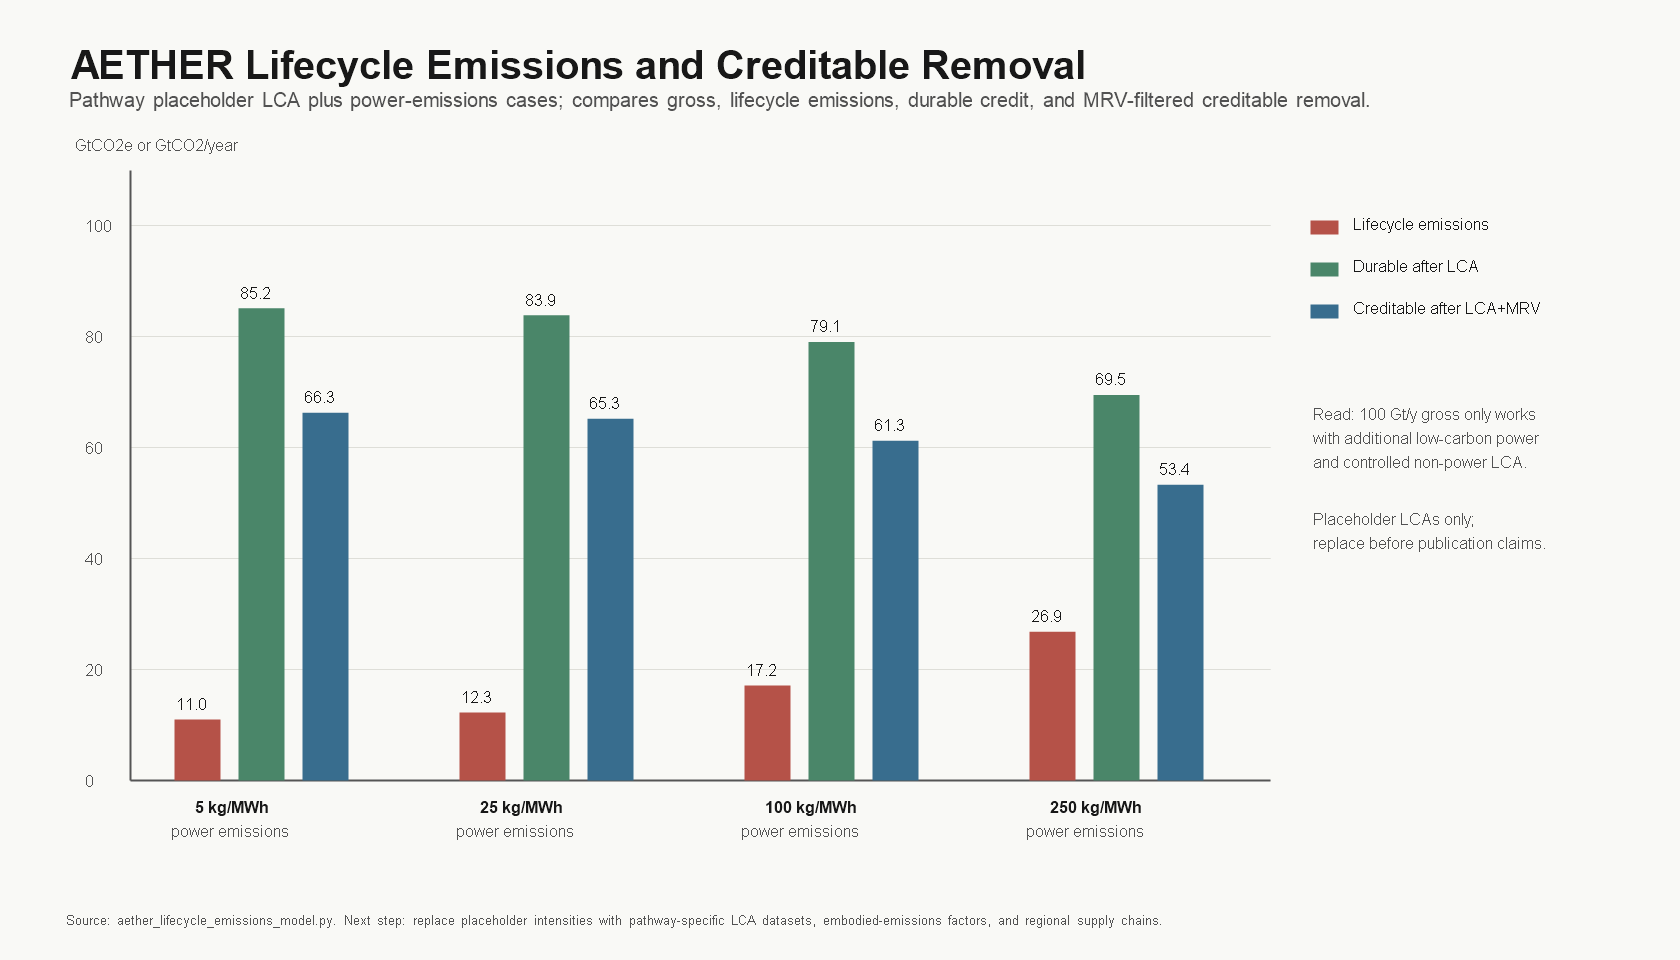 AETHER Lifecycle Emissions and Creditable Removal
Pathway placeholder LCA plus power-emissions cases; compares gross, lifecycle emissions, durable credit, and MRV-filtered creditable removal.
GtCO2e or GtCO2/year
100
80
60
40
20
0
11.0
85.2
66.3
12.3
83.9
65.3
17.2
79.1
61.3
26.9
69.5
53.4
5 kg/MWh
power emissions
25 kg/MWh
power emissions
100 kg/MWh
power emissions
250 kg/MWh
power emissions
Lifecycle emissions
Durable after LCA
Creditable after LCA+MRV
Read: 100 Gt/y gross only works
with additional low-carbon power
and controlled non-power LCA.
Placeholder LCAs only;
replace before publication claims.
Source: aether_lifecycle_emissions_model.py. Next step: replace placeholder intensities with pathway-specific LCA datasets, embodied-emissions factors, and regional supply chains.